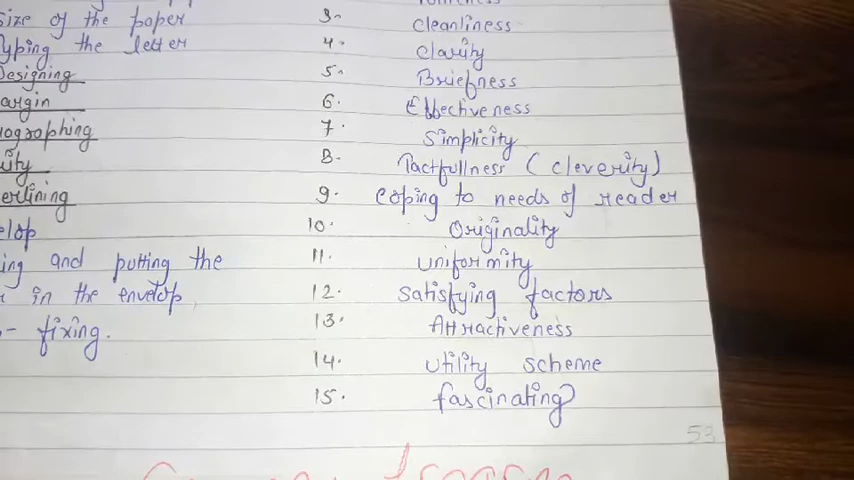 size of the paper
Typing the letter
Designing
margin
erlining
elop
ing and putting the
in the envelop
- fixing.
3. cleanliness
4. clarity
5. Briefness
6. Effectiveness
7. Simplicity
8. Tactfullness (cleverity)
9. Coping to needs of reader
10. Originality
11. uniformity
12. satisfying factors
13. Attractiveness
14. utility scheme
15. fascinating
53